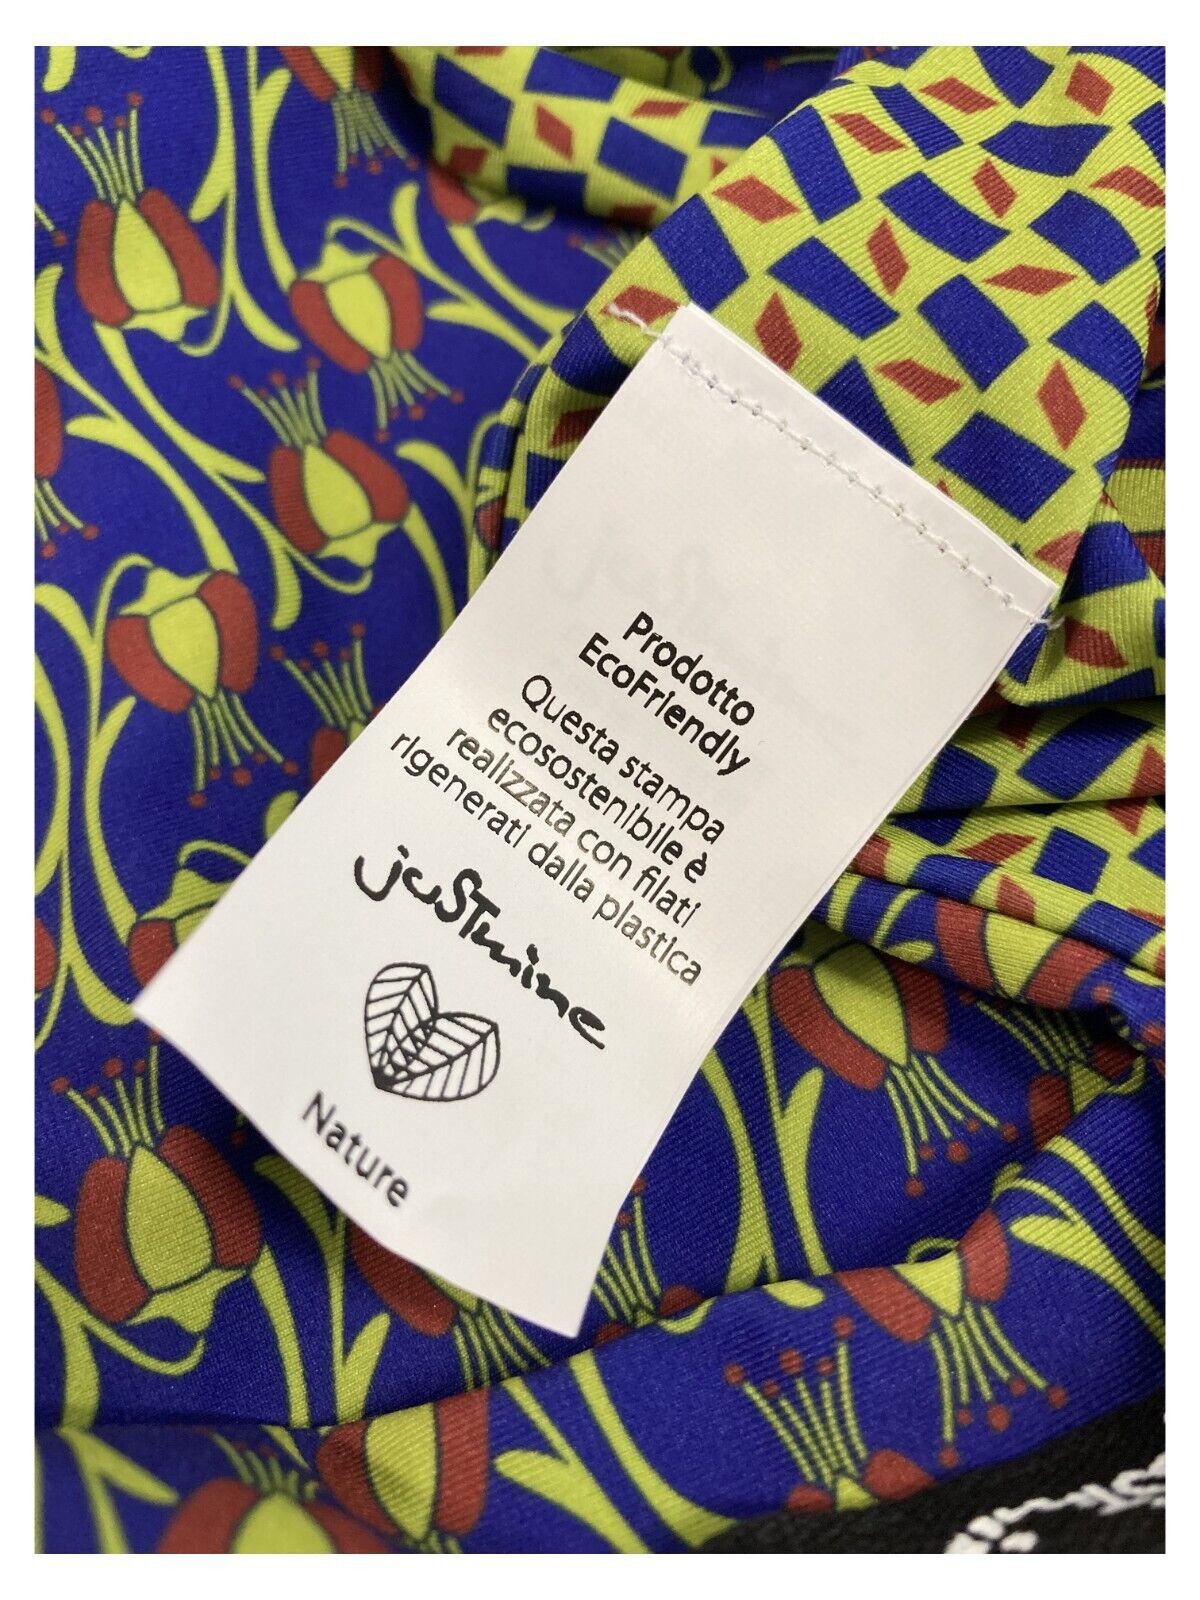 Prodotto
EcoFriendly
Questa stampa
ecosostenibile è
realizzata con filati
rIgenerati dalla plastica
juSTmine
Nature